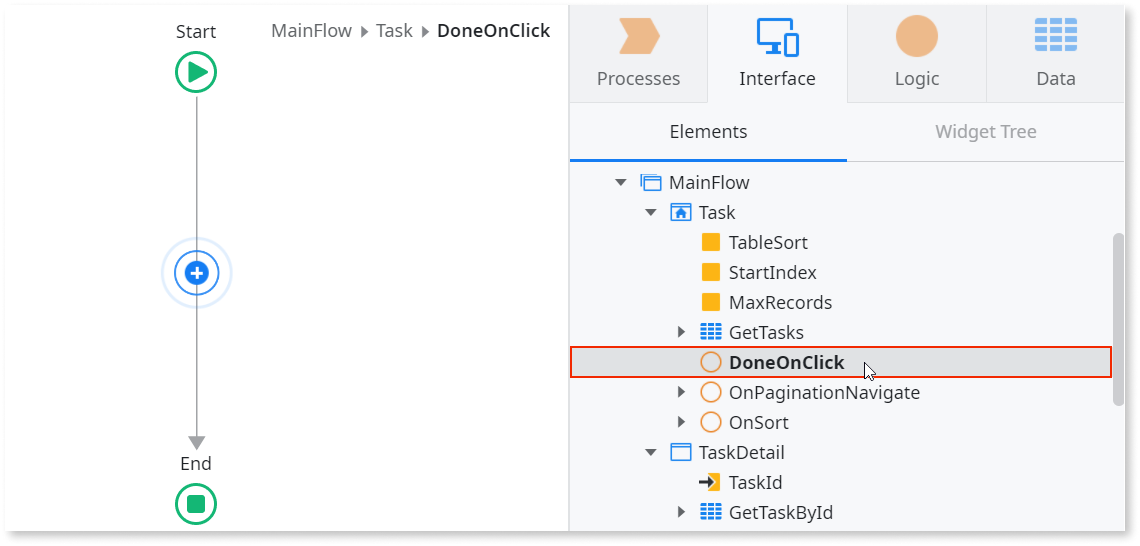 Start
MainFlow Task DoneOnClick
End
Processes
Interface
Logic
Data
Elements
Widget Tree
MainFlow
Task
TableSort
StartIndex
MaxRecords
GetTasks
DoneOnClick
OnPaginationNavigate
OnSort
TaskDetail
TaskId
GetTaskById